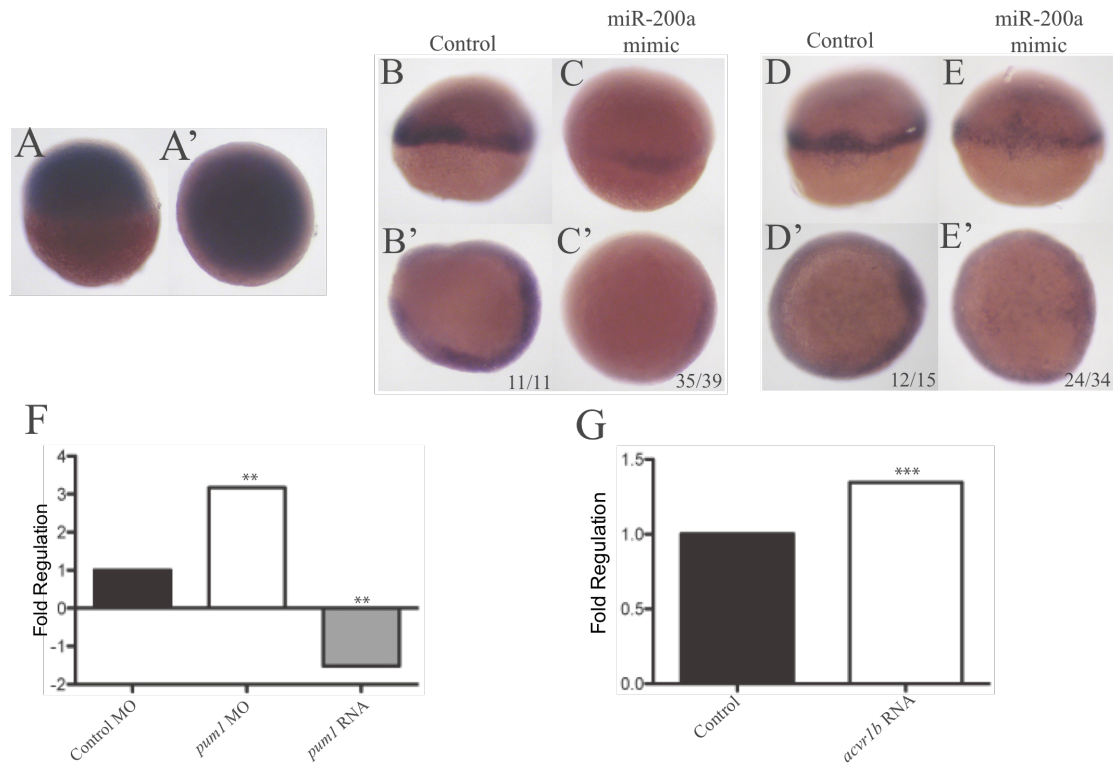 Control
miR-200a
mimic
Control
miR-200a
mimic
A
A’
B
C
D
E
B’
C’
D’
E’
11/11
35/39
12/15
24/34
F
Fold Regulation
4
3
2
1
0
-1
-2
**
**
Control MO
pum1 MO
pum1 RNA
G
Fold Regulation
1.5
1.0
0.5
0.0
***
Control
acvr1b RNA